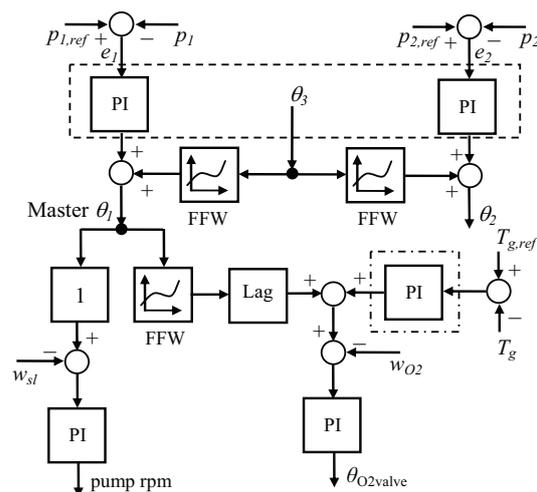 p1,ref + − p1
p2,ref + − p2
e1
e2
PI
θ3
PI
+
+
+
+
FFW
FFW
Master θ1
θ2
Tg,ref
1
Lag
+
+
PI
+
−
FFW
+
+
−
wsl
−
wO2
Tg
PI
PI
pump rpm
θO2valve